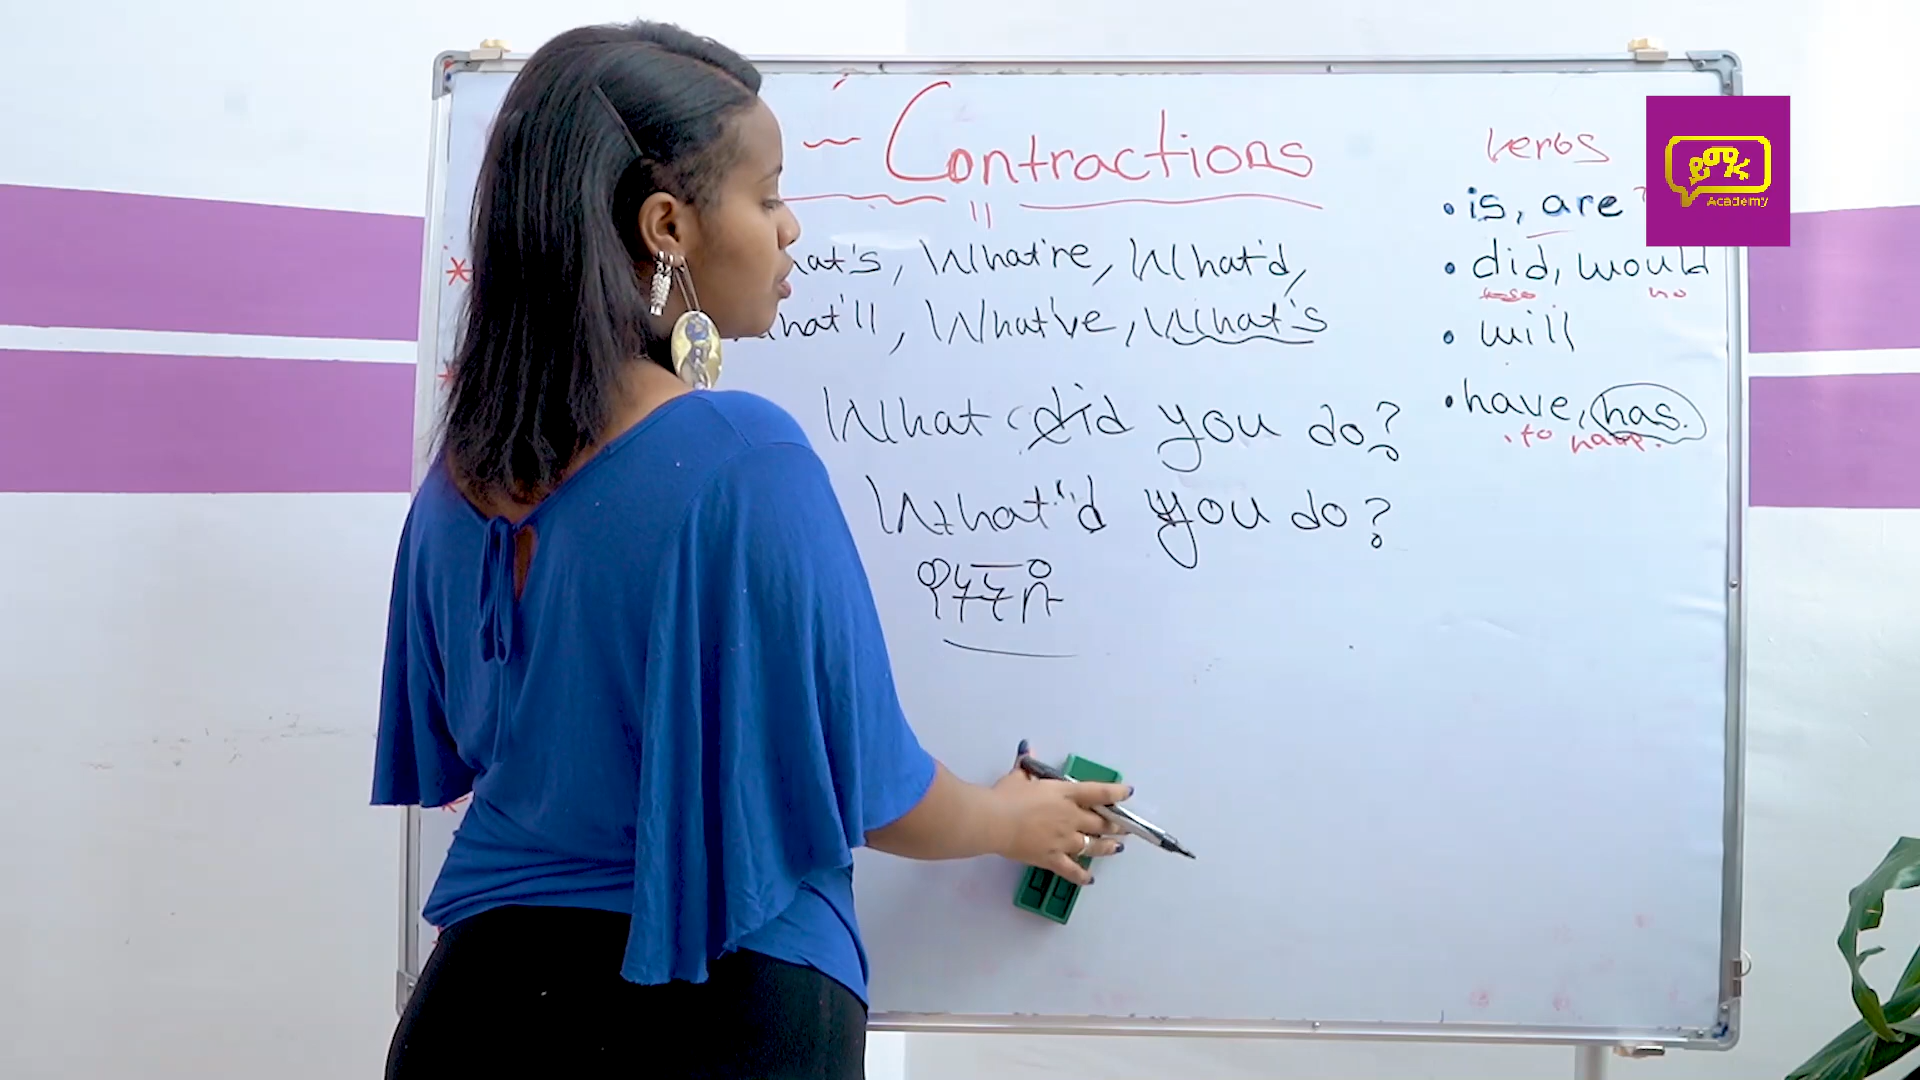 ~ Contractions
verbs
hat's, What're, What'd,
hat'll, What've, What's
• is, are
• did, would
no
• will
• have, has.
What did you do?
What'd you do?
Academy